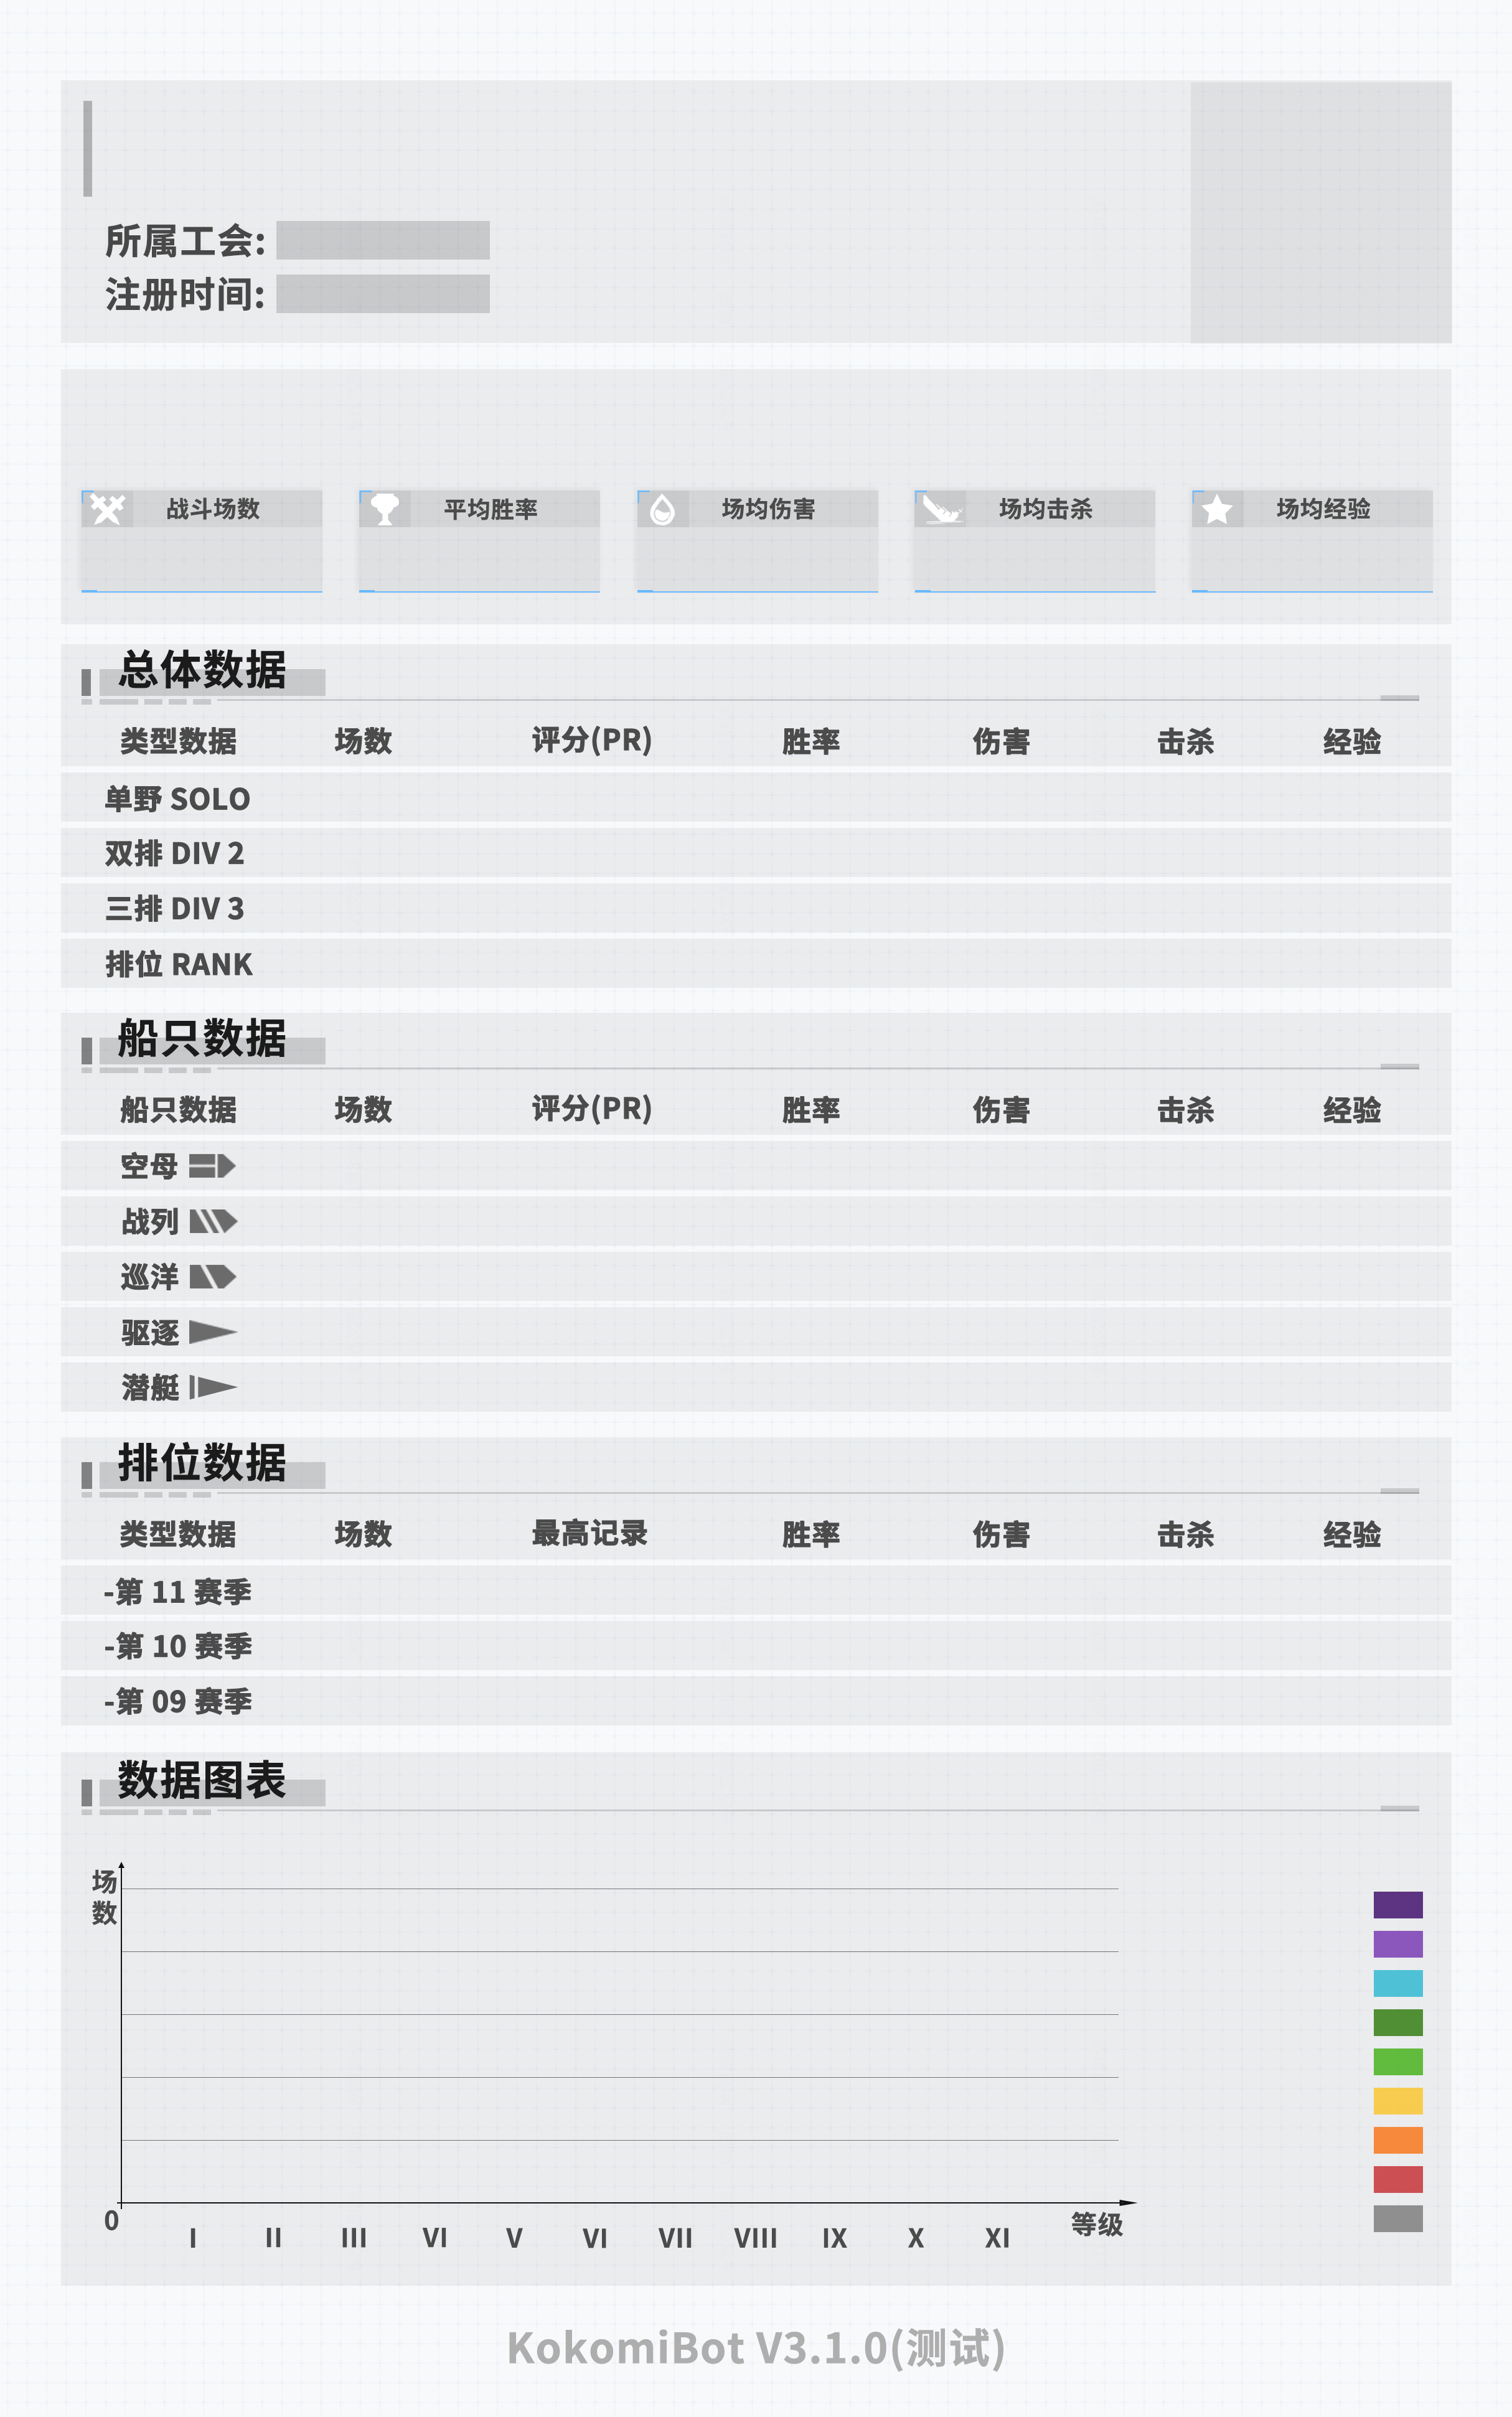 所属工会:
注册时间:
战斗场数 平均胜率 场均伤害 场均击杀 场均经验
总体数据
类型数据 场数 评分(PR) 胜率 伤害 击杀 经验
单野 SOLO
双排 DIV 2
三排 DIV 3
排位 RANK
船只数据
船只数据 场数 评分(PR) 胜率 伤害 击杀 经验
空母
战列
巡洋
驱逐
潜艇
排位数据
类型数据 场数 最高记录 胜率 伤害 击杀 经验
-第 11 赛季
-第 10 赛季
-第 09 赛季
数据图表
场数
0
I II III VI V VI VII VIII IX X XI 等级
KokomiBot V3.1.0(测试)